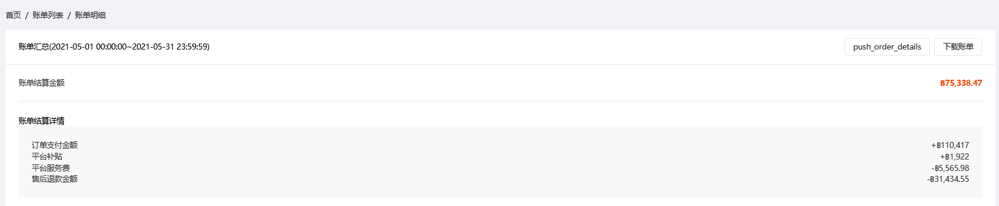 首页 / 账单列表 / 账单明细
账单汇总(2021-05-01 00:00:00~2021-05-31 23:59:59) push_order_details 下载账单
账单结算金额 ฿75,338.47
账单结算详情
订单支付金额 +฿110,417
平台补贴 +฿1,922
平台服务费 -฿5,565.98
售后退款金额 -฿31,434.55